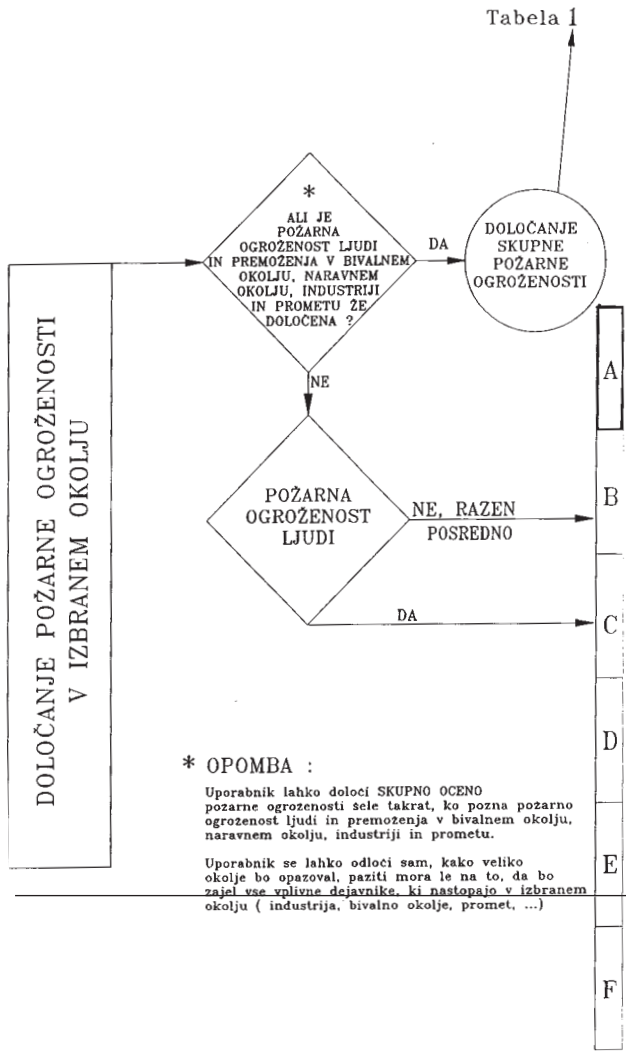 Tabela 1
*
ALI JE
POŽARNA
OGROŽENOST LJUDI
IN PREMOŽENJA V BIVALNEM
OKOLJU, NARAVNEM
OKOLJU, INDUSTRIJI
IN PROMETU ŽE
DOLOČENA ?
DA
DOLOČANJE
SKUPNE
POŽARNE
OGROŽENOSTI
NE
POŽARNA
OGROŽENOST
LJUDI
NE, RAZEN
POSREDNO
DA
DOLOČANJE POŽARNE OGROŽENOSTI
V IZBRANEM OKOLJU
A
B
C
D
E
F
* OPOMBA :
Uporabnik lahko določi SKUPNO OCENO
požarne ogroženosti šele takrat, ko pozna požarno
ogroženost ljudi in premoženja v bivalnem okolju,
naravnem okolju, industriji in prometu.
Uporabnik se lahko odloči sam, kako veliko
okolje bo opazoval, paziti mora le na to, da bo
zajel vse vplivne dejavnike, ki nastopajo v izbranem
okolju ( industrija, bivalno okolje, promet, ...)